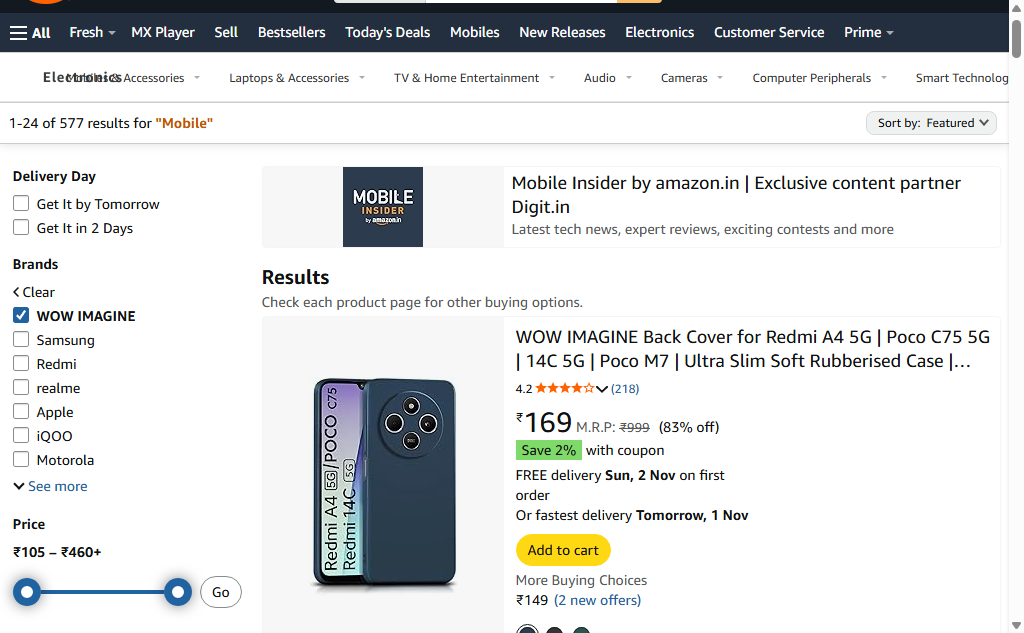 All Fresh MX Player Sell Bestsellers Today's Deals Mobiles New Releases Electronics Customer Service Prime
Electronics Mobiles & Accessories Laptops & Accessories TV & Home Entertainment Audio Cameras Computer Peripherals Smart Technolog
1-24 of 577 results for "Mobile"
Sort by: Featured
Delivery Day
Get It by Tomorrow
Get It in 2 Days
Brands
Clear
WOW IMAGINE
Samsung
Redmi
realme
Apple
iQOO
Motorola
See more
Price
₹105 – ₹460+
Go
MOBILE
INSIDER
by amazon.in
Mobile Insider by amazon.in | Exclusive content partner
Digit.in
Latest tech news, expert reviews, exciting contests and more
Results
Check each product page for other buying options.
Redmi A4 5G/POCO C75
Redmi 14C 5G
WOW IMAGINE Back Cover for Redmi A4 5G | Poco C75 5G
| 14C 5G | Poco M7 | Ultra Slim Soft Rubberised Case |…
4.2 (218)
₹169 M.R.P: ₹999 (83% off)
Save 2% with coupon
FREE delivery Sun, 2 Nov on first
order
Or fastest delivery Tomorrow, 1 Nov
Add to cart
More Buying Choices
₹149 (2 new offers)